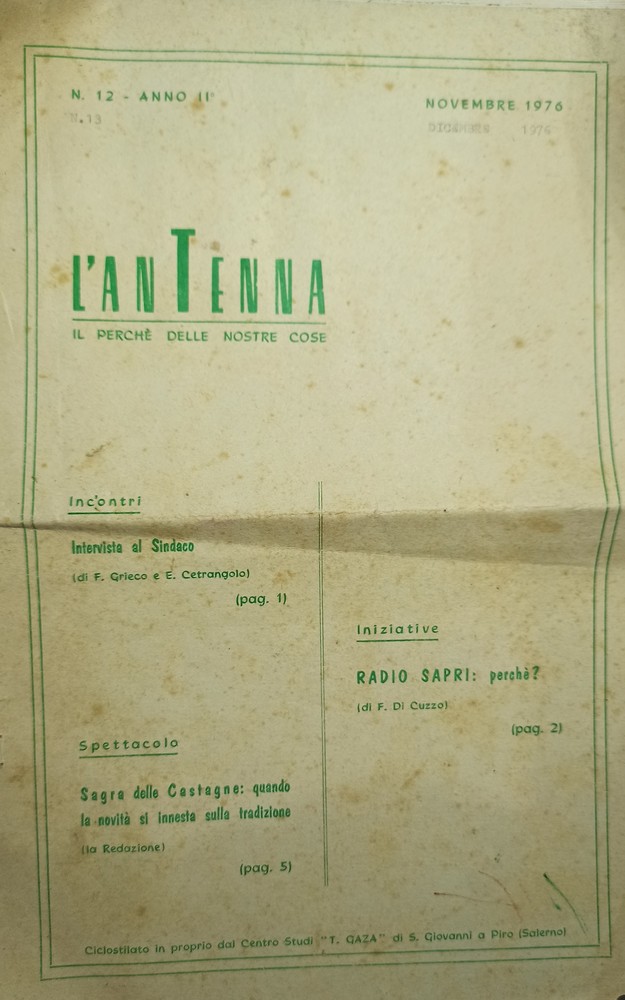 N. 12 - ANNO II°
NOVEMBRE 1976
N.13
DICEMBRE 1976
L'ANTENNA
IL PERCHÈ DELLE NOSTRE COSE
Incontri
Intervista al Sindaco
(di F. Grieco e E. Cetrangolo)
(pag. 1)
Spettacolo
Sagra delle Castagne: quando
la novità si innesta sulla tradizione
(la Redazione)
(pag. 5)
Iniziative
RADIO SAPRI: perchè?
(di F. Di Cuzzo)
(pag. 2)
Ciclostilato in proprio dal Centro Studi "T. GAZA" di S. Giovanni a Piro (Salerno)